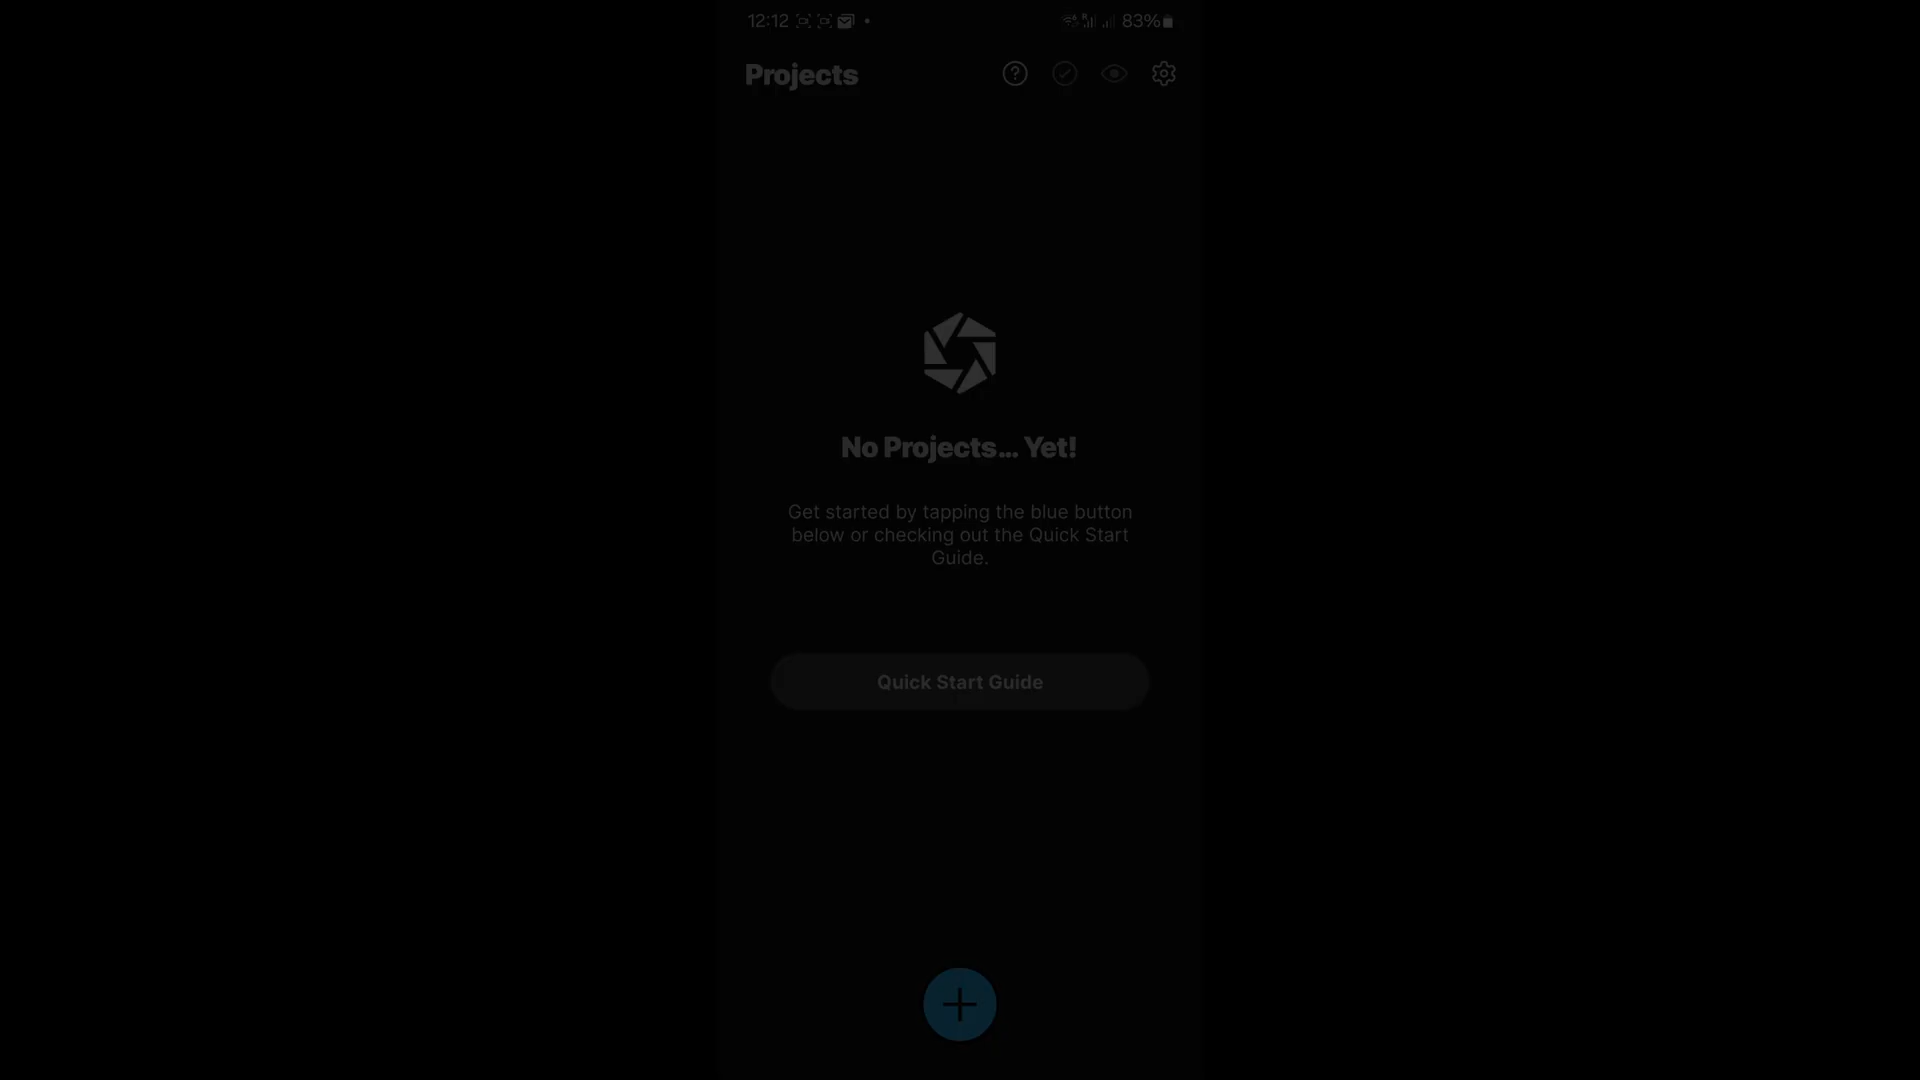 12:12 83%
Projects
No Projects... Yet!
Get started by tapping the blue button
below or checking out the Quick Start
Guide.
Quick Start Guide